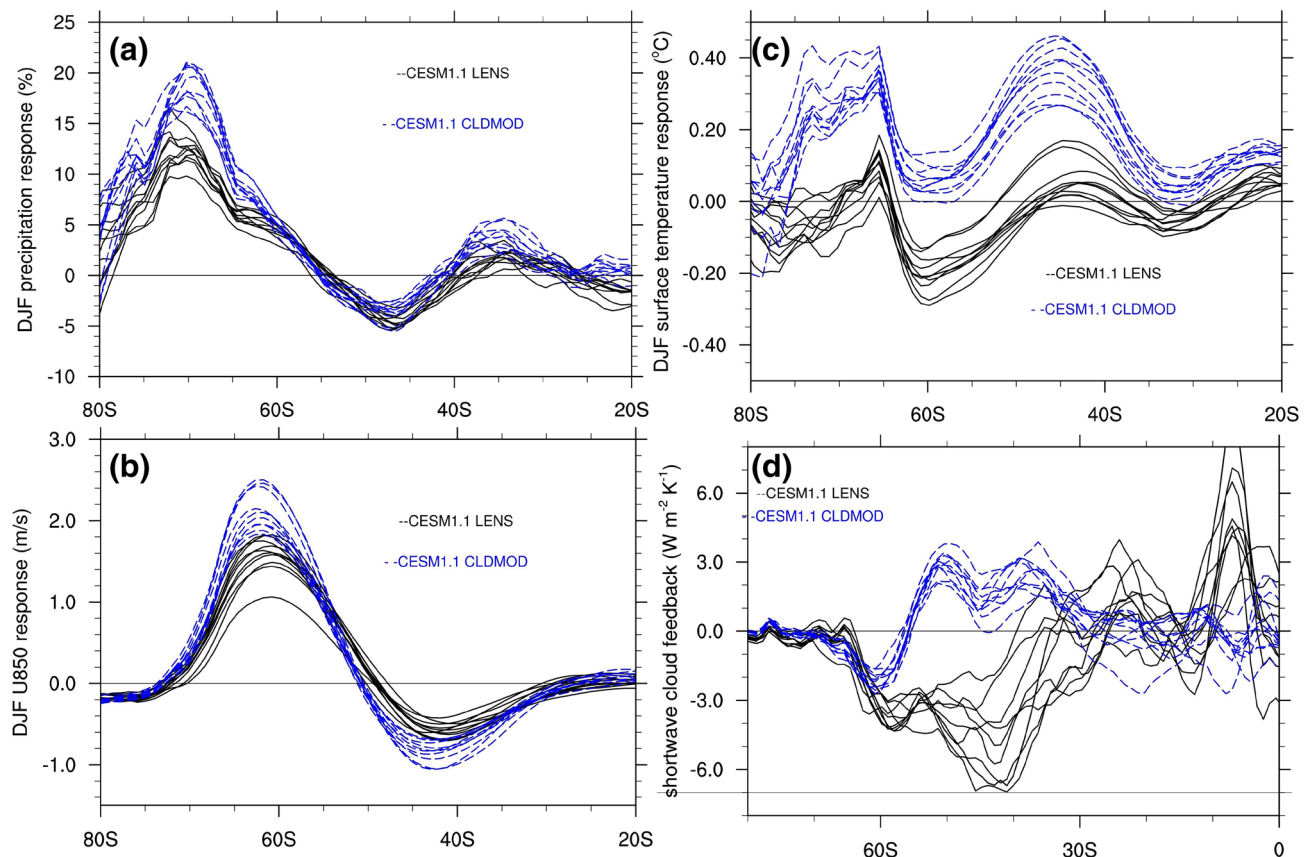 (a)
DJF precipitation response (%)
25
20
15
10
5
0
-5
-10
--CESM1.1 LENS
- -CESM1.1 CLDMOD
80S
60S
40S
20S
(c)
DJF surface temperature response (°C)
0.40
0.20
0.00
-0.20
-0.40
--CESM1.1 LENS
- -CESM1.1 CLDMOD
80S
60S
40S
20S
(b)
DJF U850 response (m/s)
3.0
2.0
1.0
0.0
-1.0
--CESM1.1 LENS
- -CESM1.1 CLDMOD
80S
60S
40S
20S
(d)
shortwave cloud feedback (W m⁻² K⁻¹)
6.0
3.0
0.0
-3.0
-6.0
--CESM1.1 LENS
- -CESM1.1 CLDMOD
60S
30S
0